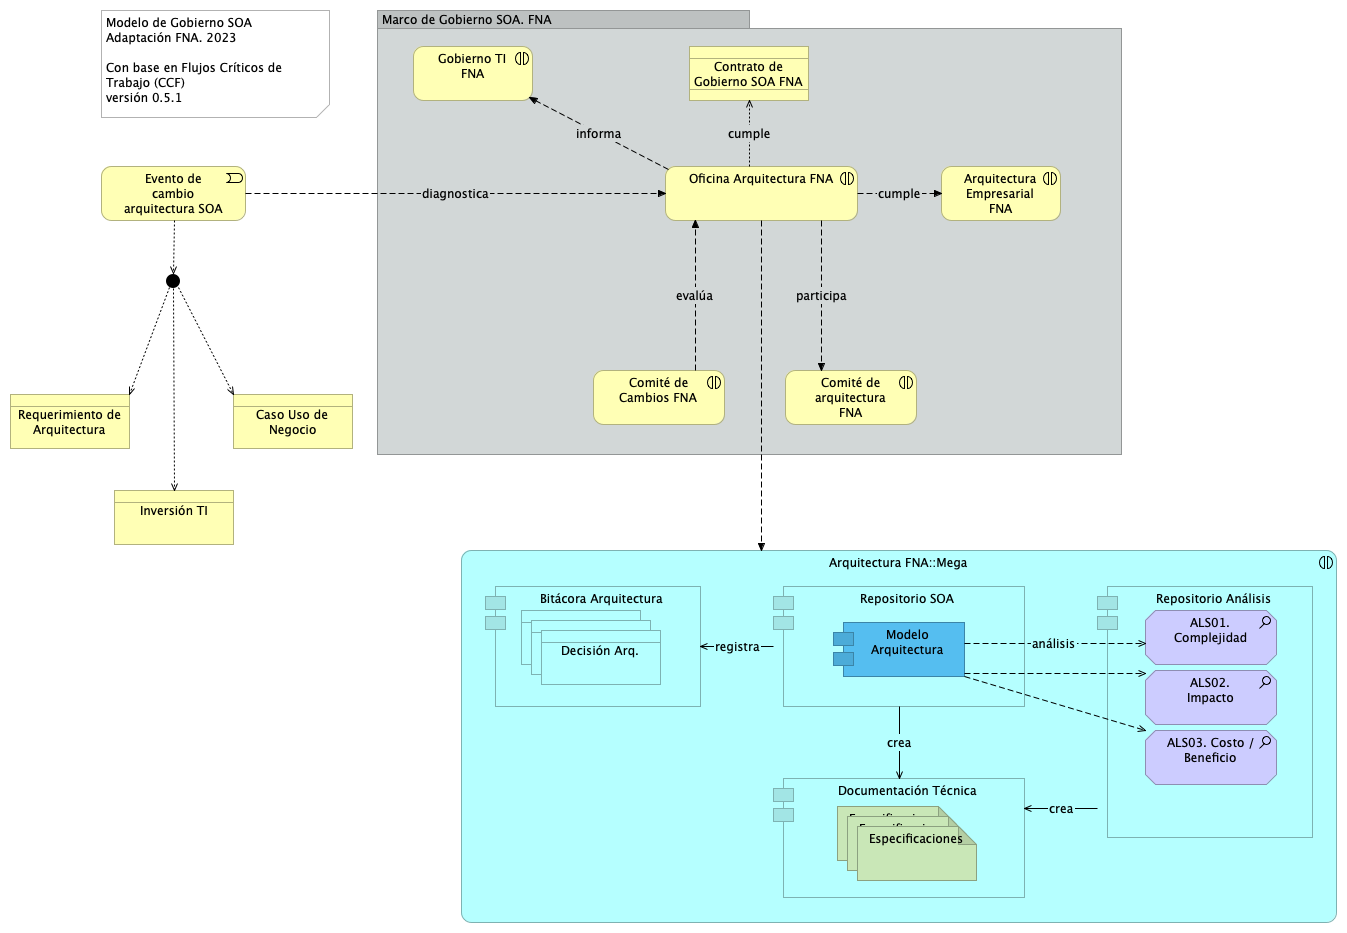 Modelo de Gobierno SOA
Adaptación FNA. 2023
Con base en Flujos Críticos de
Trabajo (CCF)
versión 0.5.1
Marco de Gobierno SOA. FNA
Gobierno TI
FNA
Contrato de
Gobierno SOA FNA
informa
cumple
Evento de
cambio
arquitectura SOA
diagnostica
Oficina Arquitectura FNA
cumple
Arquitectura
Empresarial
FNA
evalúa
participa
Comité de
Cambios FNA
Comité de
arquitectura
FNA
Requerimiento de
Arquitectura
Caso Uso de
Negocio
Inversión TI
Arquitectura FNA::Mega
Bitácora Arquitectura
Decisión Arq.
registra
Repositorio SOA
Modelo
Arquitectura
análisis
Repositorio Análisis
ALS01.
Complejidad
ALS02.
Impacto
ALS03. Costo /
Beneficio
crea
crea
Documentación Técnica
Especificaciones